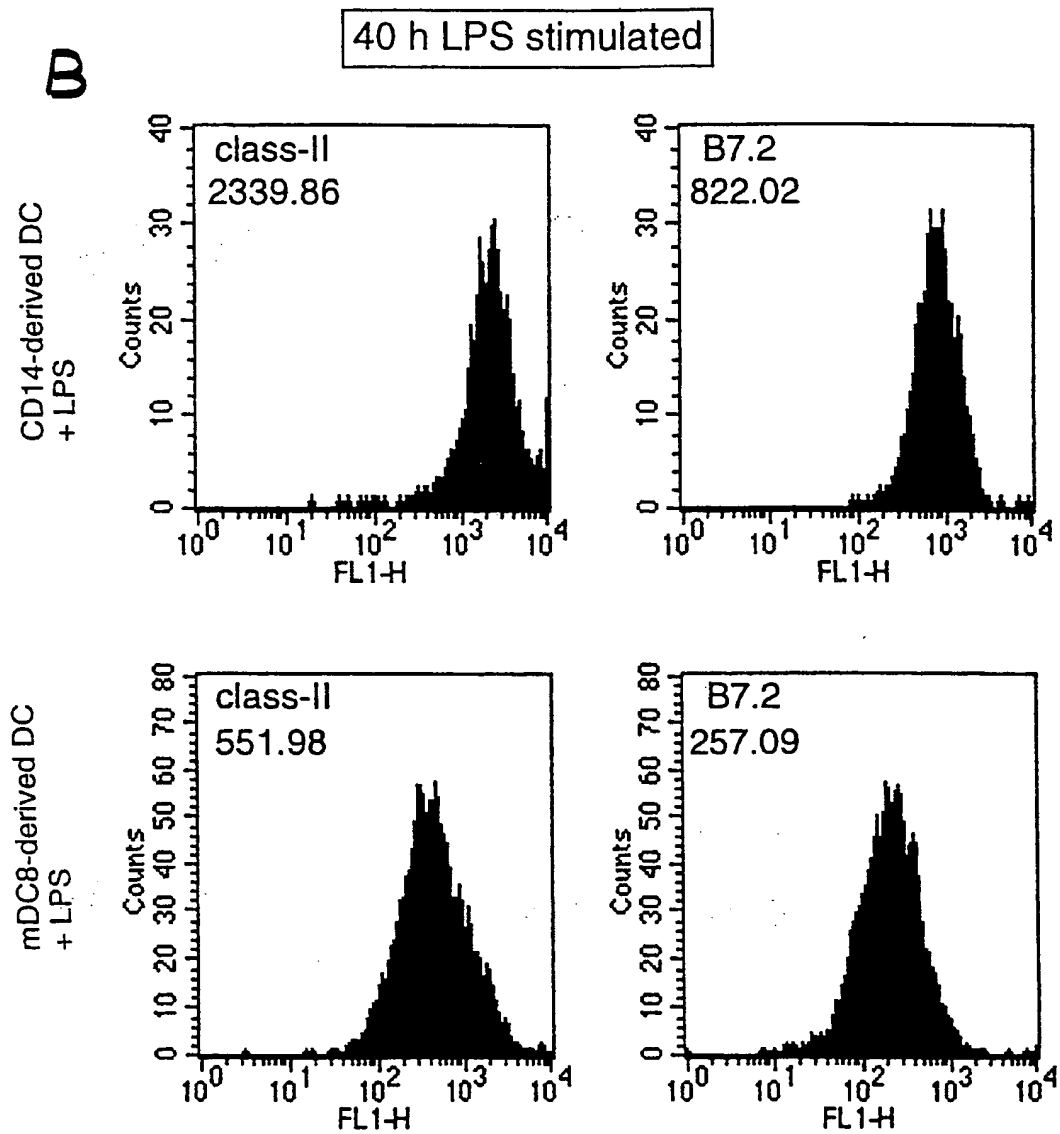 40 h LPS stimulated
B
CD14-derived DC
+ LPS
class-II
2339.86
Counts
40
30
20
10
0
10^0 10^1 10^2 10^3 10^4
FL1-H
B7.2
822.02
Counts
40
30
20
10
0
10^0 10^1 10^2 10^3 10^4
FL1-H
mDC8-derived DC
+ LPS
class-II
551.98
Counts
80
70
60
50
40
30
20
10
0
10^0 10^1 10^2 10^3 10^4
FL1-H
B7.2
257.09
Counts
80
70
60
50
40
30
20
10
0
10^0 10^1 10^2 10^3 10^4
FL1-H